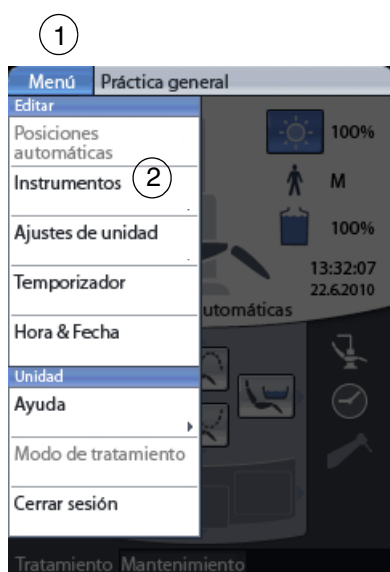 1
Menú Práctica general
Editar
Posiciones
automáticas
Instrumentos 2
Ajustes de unidad
Temporizador
Hora & Fecha
Unidad
Ayuda
Modo de tratamiento
Cerrar sesión
100%
M
100%
13:32:07
22.6.2010
utomáticas
Tratamiento Mantenimiento